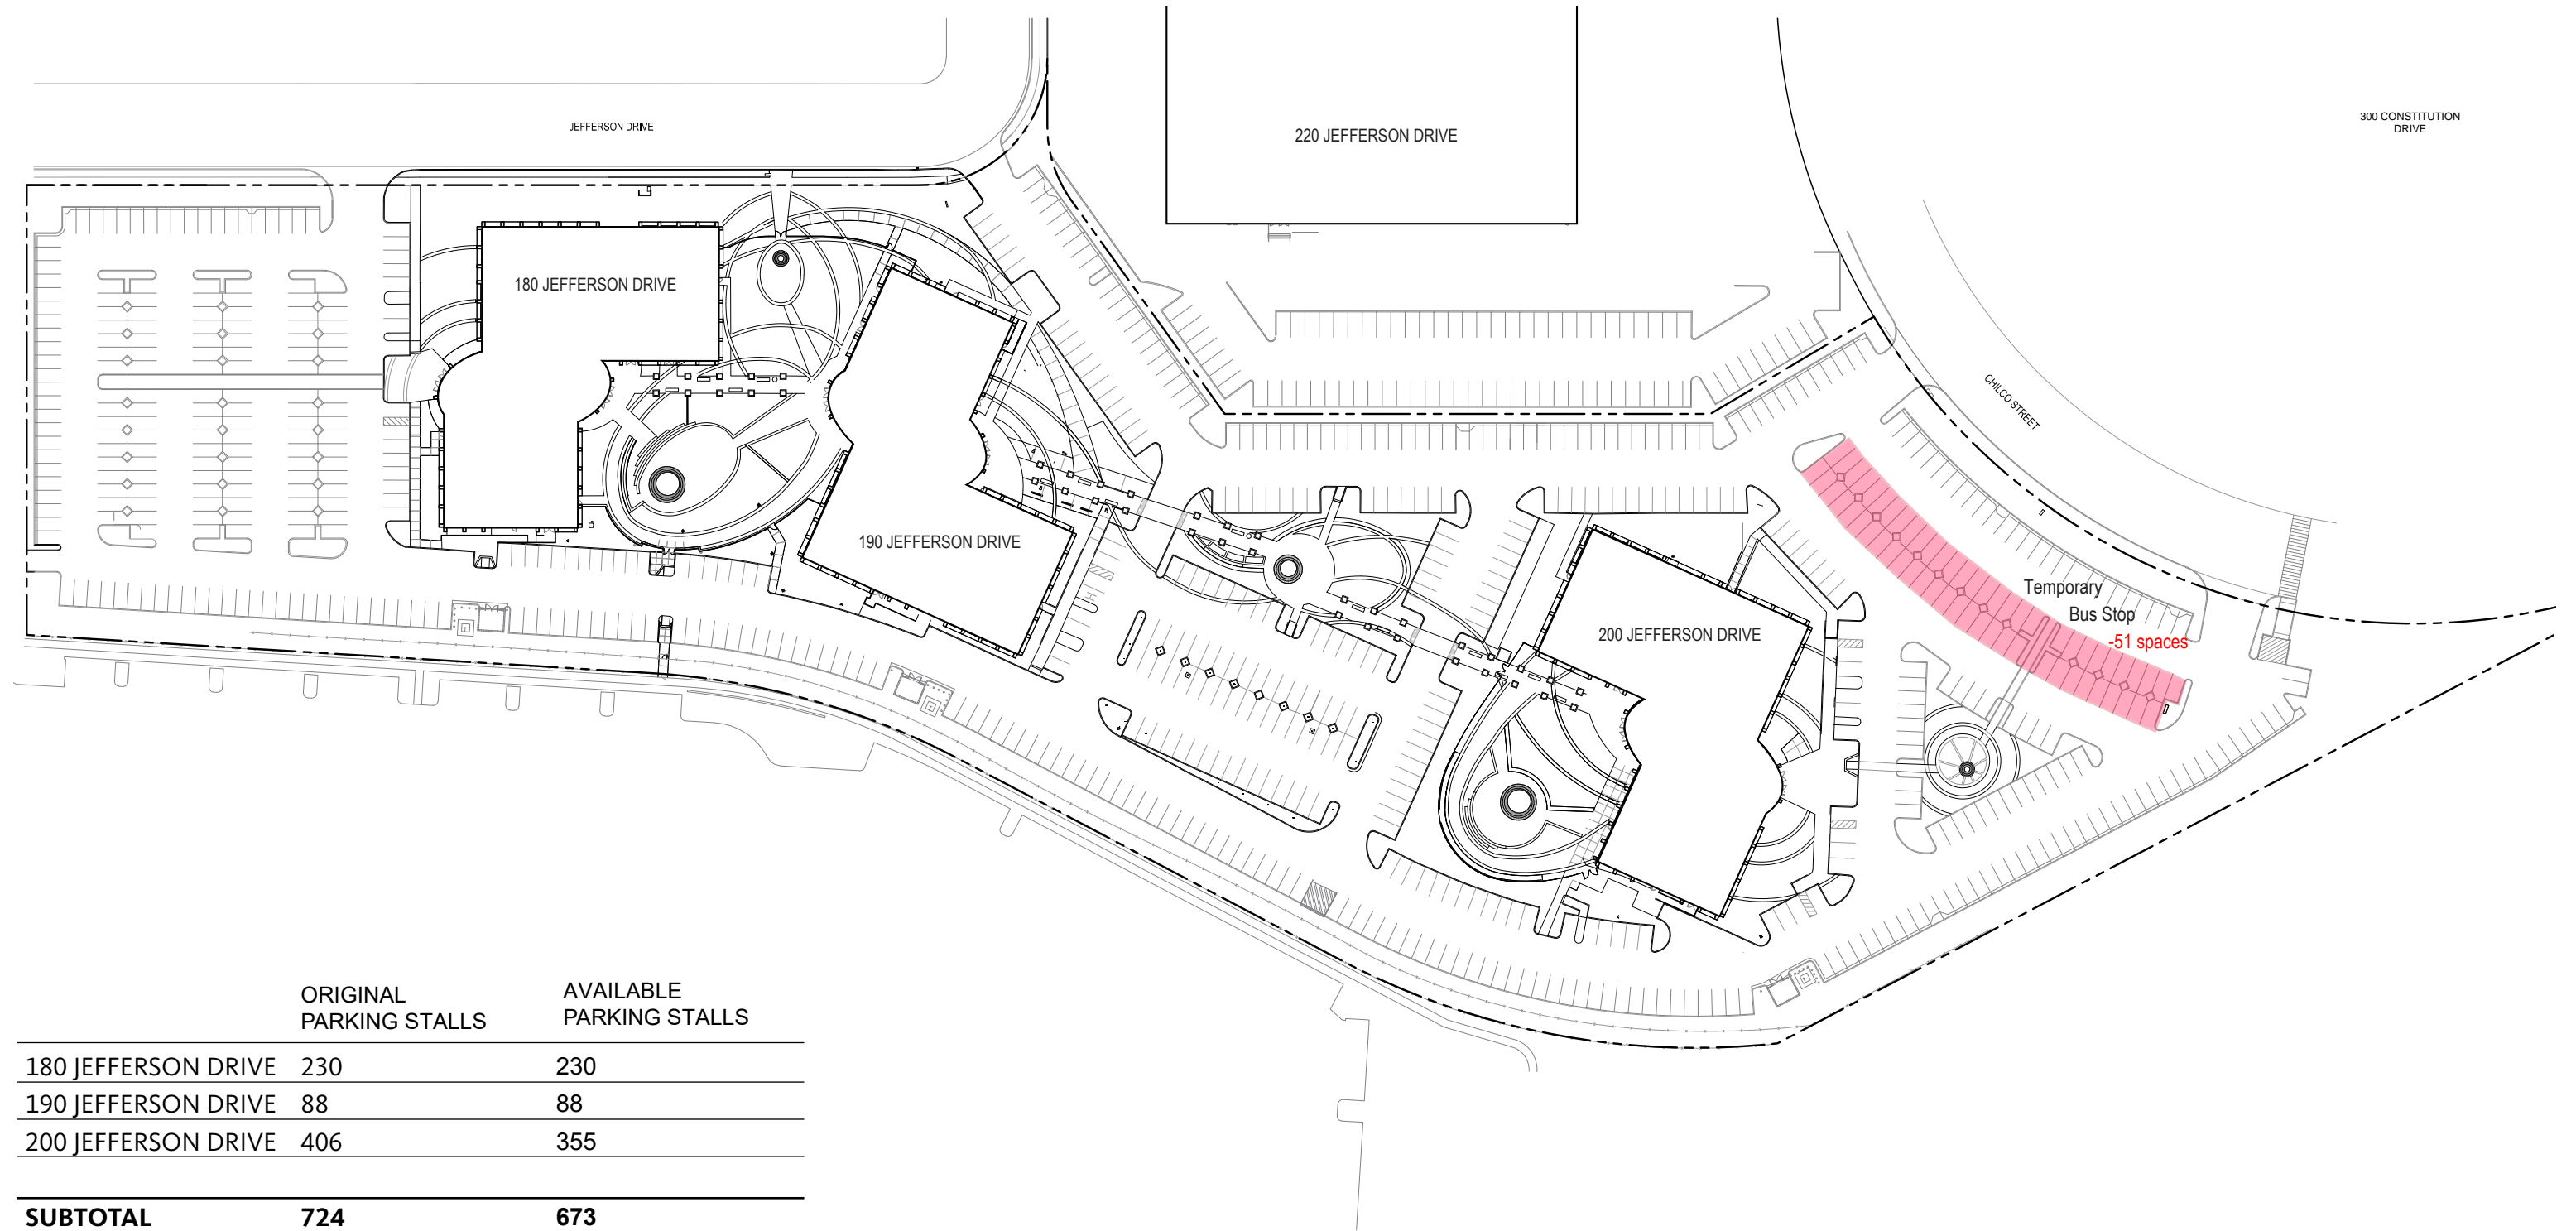 JEFFERSON DRIVE
220 JEFFERSON DRIVE
300 CONSTITUTION
DRIVE
180 JEFFERSON DRIVE
CHILCO STREET
190 JEFFERSON DRIVE
Temporary
Bus Stop
-51 spaces
200 JEFFERSON DRIVE
ORIGINAL
PARKING STALLS
AVAILABLE
PARKING STALLS
180 JEFFERSON DRIVE 230 230
190 JEFFERSON DRIVE 88 88
200 JEFFERSON DRIVE 406 355
SUBTOTAL 724 673